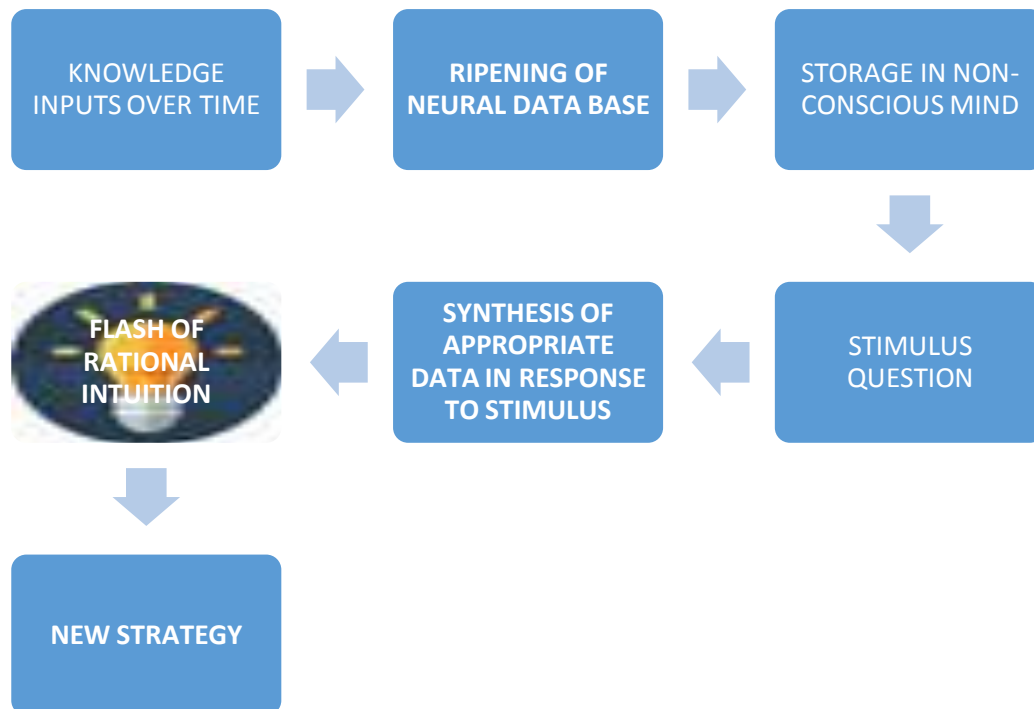 KNOWLEDGE
INPUTS OVER TIME
RIPENING OF
NEURAL DATA BASE
STORAGE IN NON-
CONSCIOUS MIND
STIMULUS
QUESTION
SYNTHESIS OF
APPROPRIATE
DATA IN RESPONSE
TO STIMULUS
FLASH OF
RATIONAL
INTUITION
NEW STRATEGY